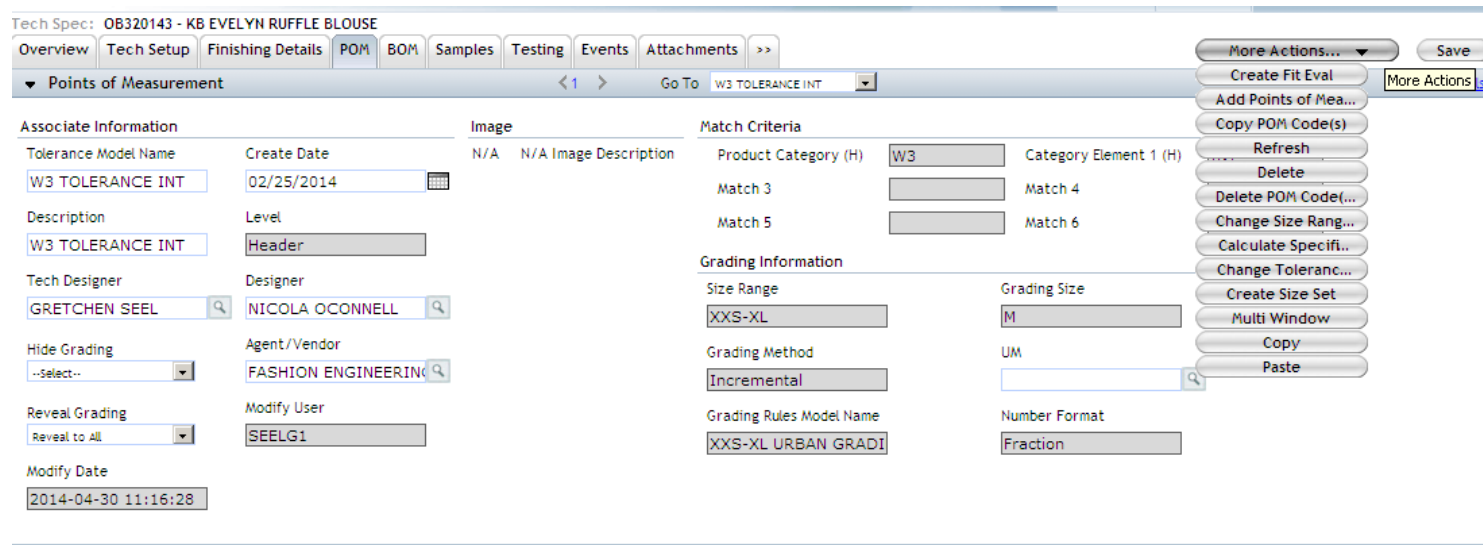 Tech Spec: OB320143 - KB EVELYN RUFFLE BLOUSE
Overview Tech Setup Finishing Details POM BOM Samples Testing Events Attachments >>
More Actions... Save
Points of Measurement
< 1 > Go To W3 TOLERANCE INT
Create Fit Eval
More Actions
Add Points of Mea...
Copy POM Code(s)
Refresh
Delete
Delete POM Code(...
Change Size Rang...
Calculate Specifi..
Change Toleranc...
Create Size Set
Multi Window
Copy
Paste
Associate Information
Tolerance Model Name Create Date
W3 TOLERANCE INT 02/25/2014
Description Level
W3 TOLERANCE INT Header
Tech Designer Designer
GRETCHEN SEEL NICOLA OCONNELL
Hide Grading Agent/Vendor
--Select-- FASHION ENGINEERIN
Reveal Grading Modify User
Reveal to All SEELG1
Modify Date
2014-04-30 11:16:28
Image
N/A N/A Image Description
Match Criteria
Product Category (H) W3 Category Element 1 (H)
Match 3 Match 4
Match 5 Match 6
Grading Information
Size Range Grading Size
XXS-XL M
Grading Method UM
Incremental
Grading Rules Model Name Number Format
XXS-XL URBAN GRADI Fraction